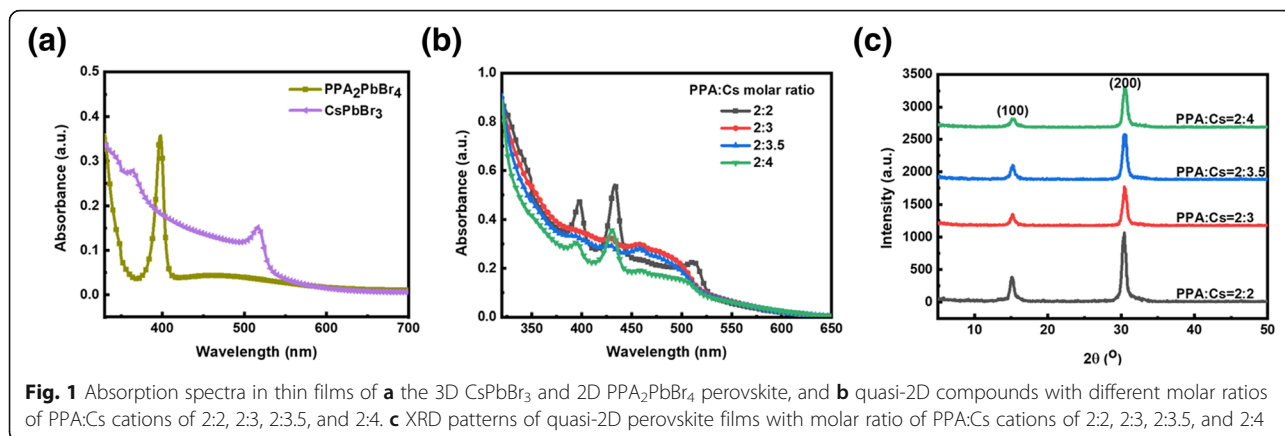 (a)
0.5
0.4
0.3
0.2
0.1
0.0
Absorbance (a.u.)
PPA₂PbBr₄
CsPbBr₃
400
500
600
700
Wavelength (nm)
(b)
1.0
0.8
0.6
0.4
0.2
0.0
Absorbance (a.u.)
PPA:Cs molar ratio
2:2
2:3
2:3.5
2:4
350
400
450
500
550
600
650
Wavelength (nm)
(c)
3500
3000
2500
2000
1500
1000
500
0
Intensity (a.u.)
(100)
(200)
PPA:Cs=2:4
PPA:Cs=2:3.5
PPA:Cs=2:3
PPA:Cs=2:2
10
20
30
40
50
2θ (°)
Fig. 1 Absorption spectra in thin films of a the 3D CsPbBr₃ and 2D PPA₂PbBr₄ perovskite, and b quasi-2D compounds with different molar ratios
of PPA:Cs cations of 2:2, 2:3, 2:3.5, and 2:4. c XRD patterns of quasi-2D perovskite films with molar ratio of PPA:Cs cations of 2:2, 2:3, 2:3.5, and 2:4